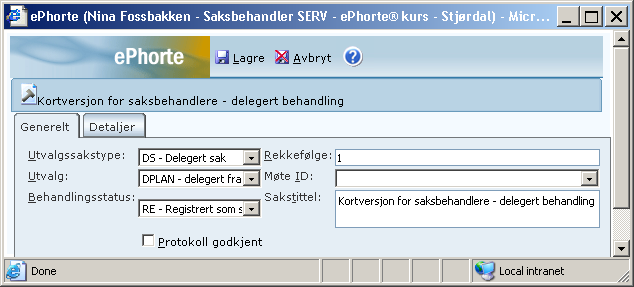 ePhorte (Nina Fossbakken - Saksbehandler SERV - ePhorte® kurs - Stjørdal) - Micr...
ePhorte Lagre Avbryt
Kortversjon for saksbehandlere - delegert behandling
Generelt Detaljer
Utvalgssakstype: DS - Delegert sak Rekkefølge: 1
Utvalg: DPLAN - delegert fra Møte ID:
Behandlingsstatus: RE - Registrert som s Sakstittel: Kortversjon for saksbehandlere - delegert behandling
Protokoll godkjent
Done Local intranet